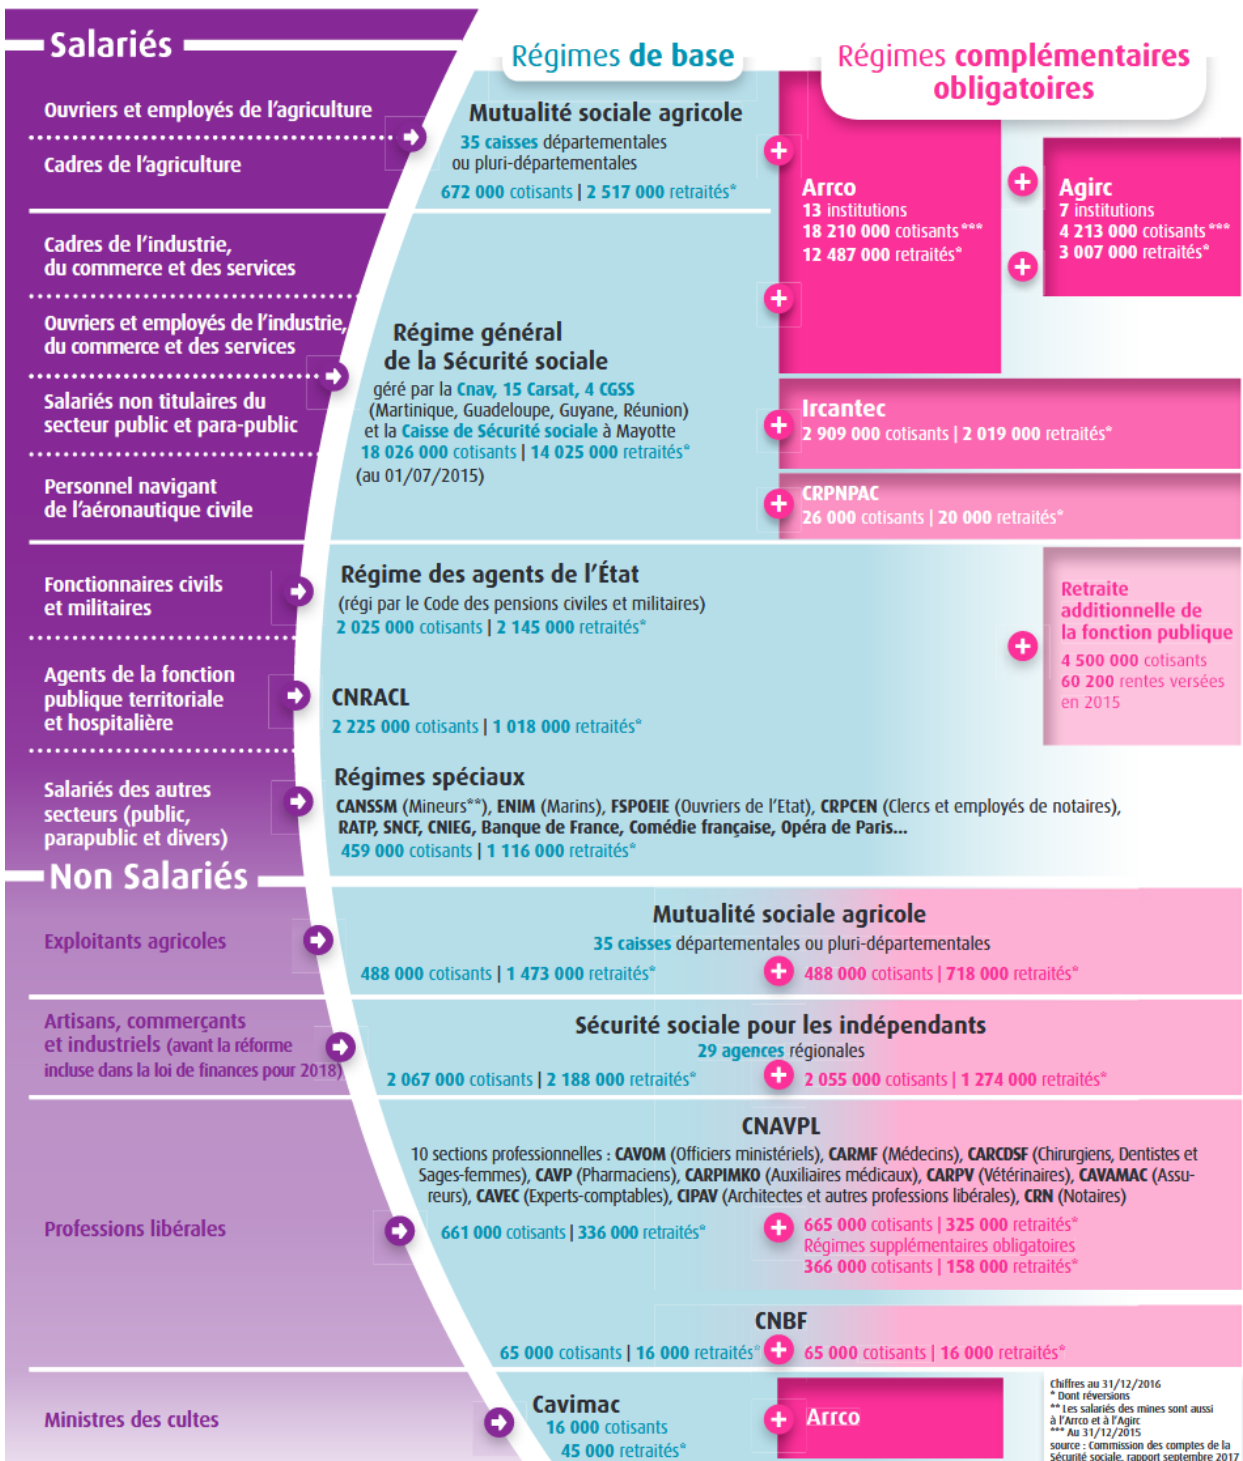 Salariés
Régimes de base
Régimes complémentaires
obligatoires
Ouvriers et employés de l'agriculture
Cadres de l'agriculture
Mutualité sociale agricole
35 caisses départementales
ou pluri-départementales
672 000 cotisants | 2 517 000 retraités*
Arrco
13 institutions
18 210 000 cotisants***
12 487 000 retraités*
Agirc
7 institutions
4 213 000 cotisants***
3 007 000 retraités*
Cadres de l'industrie,
du commerce et des services
Ouvriers et employés de l'industrie,
du commerce et des services
Salariés non titulaires du
secteur public et para-public
Personnel navigant
de l'aéronautique civile
Régime général
de la Sécurité sociale
géré par la Cnav, 15 Carsat, 4 CGSS
(Martinique, Guadeloupe, Guyane, Réunion)
et la Caisse de Sécurité sociale à Mayotte
18 026 000 cotisants | 14 025 000 retraités*
(au 01/07/2015)
Ircantec
2 909 000 cotisants | 2 019 000 retraités*
CRPNPAC
26 000 cotisants | 20 000 retraités*
Fonctionnaires civils
et militaires
Régime des agents de l'État
(régi par le Code des pensions civiles et militaires)
2 025 000 cotisants | 2 145 000 retraités*
Retraite
additionnelle de
la fonction publique
4 500 000 cotisants
60 200 rentes versées
en 2015
Agents de la fonction
publique territoriale
et hospitalière
CNRACL
2 225 000 cotisants | 1 018 000 retraités*
Salariés des autres
secteurs (public,
parapublic et divers)
Régimes spéciaux
CANSSM (Mineurs**), ENIM (Marins), FSPOEIE (Ouvriers de l'Etat), CRPCEN (Clercs et employés de notaires),
RATP, SNCF, CNIEG, Banque de France, Comédie française, Opéra de Paris...
459 000 cotisants | 1 116 000 retraités*
Non Salariés
Exploitants agricoles
Mutualité sociale agricole
35 caisses départementales ou pluri-départementales
488 000 cotisants | 1 473 000 retraités*
488 000 cotisants | 718 000 retraités*
Artisans, commerçants
et industriels (avant la réforme
incluse dans la loi de finances pour 2018)
Sécurité sociale pour les indépendants
29 agences régionales
2 067 000 cotisants | 2 188 000 retraités*
2 055 000 cotisants | 1 274 000 retraités*
Professions libérales
CNAVPL
10 sections professionnelles : CAVOM (Officiers ministériels), CARMF (Médecins), CARCDSF (Chirurgiens, Dentistes et
Sages-femmes), CAVP (Pharmaciens), CARPIMKO (Auxiliaires médicaux), CARPV (Vétérinaires), CAVAMAC (Assu-
reurs), CAVEC (Experts-comptables), CIPAV (Architectes et autres professions libérales), CRN (Notaires)
661 000 cotisants | 336 000 retraités*
665 000 cotisants | 325 000 retraités*
Régimes supplémentaires obligatoires
366 000 cotisants | 158 000 retraités*
CNBF
65 000 cotisants | 16 000 retraités*
65 000 cotisants | 16 000 retraités*
Ministres des cultes
Cavimac
16 000 cotisants
45 000 retraités*
Arrco
Chiffres au 31/12/2016
* Dont réversions
** Les salariés des mines sont aussi
à l'Arrco et à l'Agirc
*** Au 31/12/2015
source : Commission des comptes de la
Sécurité sociale, rapport septembre 2017